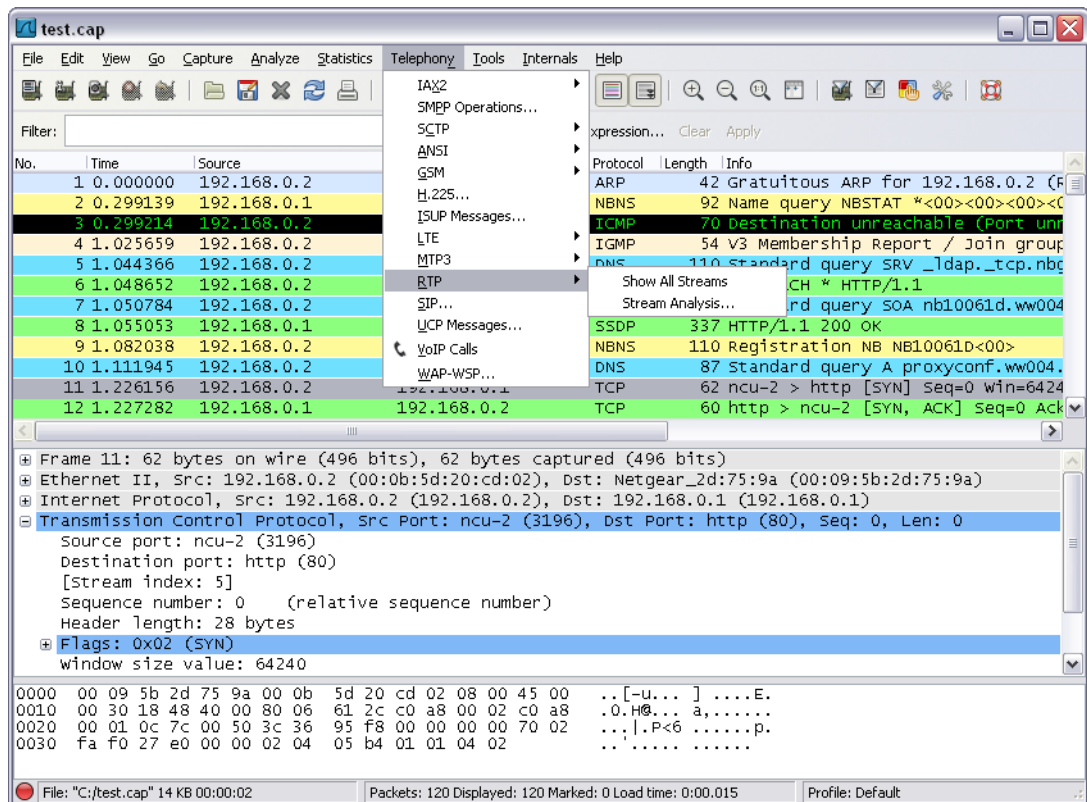 test.cap
File Edit View Go Capture Analyze Statistics Telephony Tools Internals Help
IAX2
SMPP Operations...
SCTP
ANSI
GSM
H.225...
ISUP Messages...
LTE
MTP3
RTP
SIP...
UCP Messages...
VoIP Calls
WAP-WSP...
Show All Streams
Stream Analysis...
Filter: xpression... Clear Apply
No. Time Source Protocol Length Info
1 0.000000 192.168.0.2 ARP 42 Gratuitous ARP for 192.168.0.2 (R
2 0.299139 192.168.0.1 NBNS 92 Name query NBSTAT *<00><00><00><0
3 0.299214 192.168.0.2 ICMP 70 Destination unreachable (Port unr
4 1.025659 192.168.0.2 IGMP 54 V3 Membership Report / Join group
5 1.044366 192.168.0.2 DNS 110 Standard query SRV _ldap._tcp.nbg
6 1.048652 192.168.0.2 CH * HTTP/1.1
7 1.050784 192.168.0.2 rd query SOA nb10061d.ww004
8 1.055053 192.168.0.1 SSDP 337 HTTP/1.1 200 OK
9 1.082038 192.168.0.2 NBNS 110 Registration NB NB10061D<00>
10 1.111945 192.168.0.2 DNS 87 Standard query A proxyconf.ww004.
11 1.226156 192.168.0.2 192.168.0.1 TCP 62 ncu-2 > http [SYN] Seq=0 Win=6424
12 1.227282 192.168.0.1 192.168.0.2 TCP 60 http > ncu-2 [SYN, ACK] Seq=0 Ack
Frame 11: 62 bytes on wire (496 bits), 62 bytes captured (496 bits)
Ethernet II, Src: 192.168.0.2 (00:0b:5d:20:cd:02), Dst: Netgear_2d:75:9a (00:09:5b:2d:75:9a)
Internet Protocol, Src: 192.168.0.2 (192.168.0.2), Dst: 192.168.0.1 (192.168.0.1)
Transmission Control Protocol, Src Port: ncu-2 (3196), Dst Port: http (80), Seq: 0, Len: 0
Source port: ncu-2 (3196)
Destination port: http (80)
[Stream index: 5]
Sequence number: 0 (relative sequence number)
Header length: 28 bytes
Flags: 0x02 (SYN)
Window size value: 64240
0000 00 09 5b 2d 75 9a 00 0b 5d 20 cd 02 08 00 45 00 ..[-u... ] ....E.
0010 00 30 18 48 40 00 80 06 61 2c c0 a8 00 02 c0 a8 .0.H@... a,......
0020 00 01 0c 7c 00 50 3c 36 95 f8 00 00 00 00 70 02 ...|.P<6 ......p.
0030 fa f0 27 e0 00 00 02 04 05 b4 01 01 04 02 ..'..... ......
File: "C:/test.cap" 14 KB 00:00:02 Packets: 120 Displayed: 120 Marked: 0 Load time: 0:00.015 Profile: Default